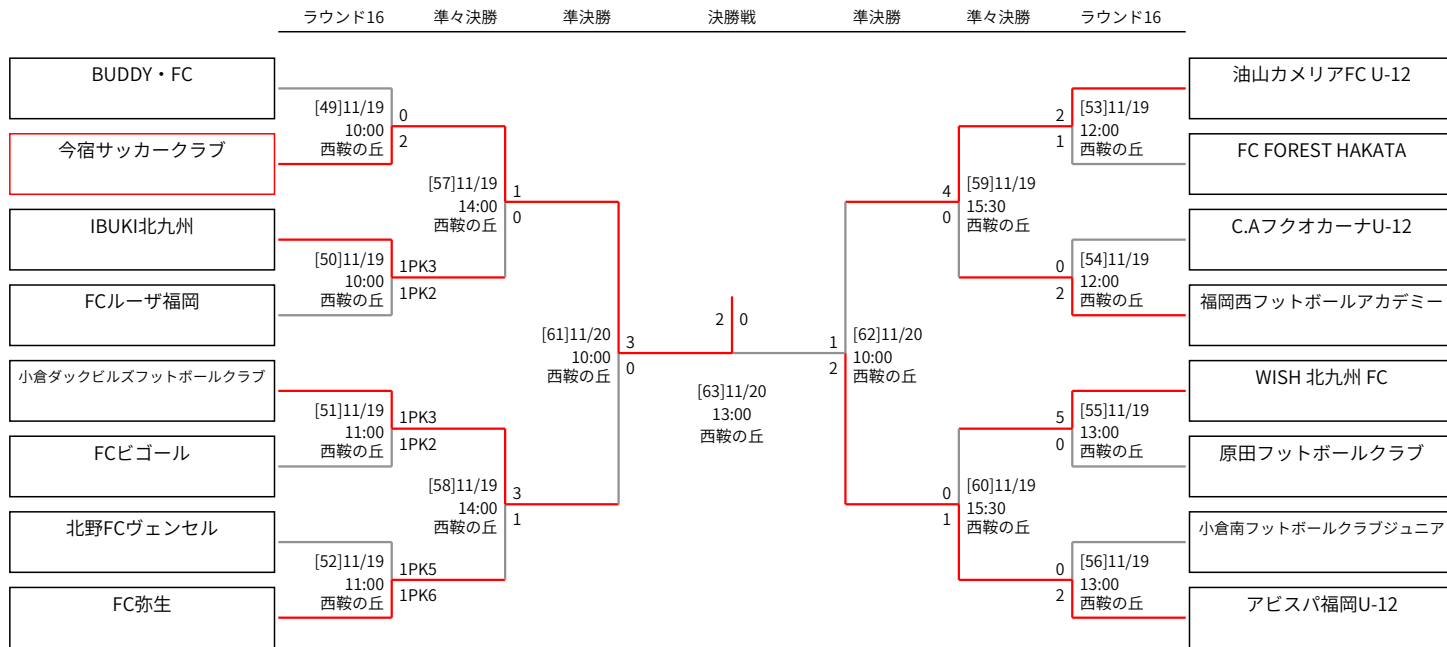 ラウンド16 準々決勝 準決勝 決勝戦 準決勝 準々決勝 ラウンド16
BUDDY・FC
[49]11/19
10:00
西鞍の丘
0
2
今宿サッカークラブ
[57]11/19
14:00
西鞍の丘
1
0
IBUKI北九州
[50]11/19
10:00
西鞍の丘
1PK3
1PK2
FCルーザ福岡
[61]11/20
10:00
西鞍の丘
3
0
小倉ダックビルズフットボールクラブ
[51]11/19
11:00
西鞍の丘
1PK3
1PK2
FCビゴール
[58]11/19
14:00
西鞍の丘
3
1
北野FCヴェンセル
[52]11/19
11:00
西鞍の丘
1PK5
1PK6
FC弥生
2 0
[63]11/20
13:00
西鞍の丘
油山カメリアFC U-12
2
1
[53]11/19
12:00
西鞍の丘
FC FOREST HAKATA
4
0
[59]11/19
15:30
西鞍の丘
C.AフクオカーナU-12
0
2
[54]11/19
12:00
西鞍の丘
福岡西フットボールアカデミー
1
2
[62]11/20
10:00
西鞍の丘
WISH 北九州 FC
5
0
[55]11/19
13:00
西鞍の丘
原田フットボールクラブ
0
1
[60]11/19
15:30
西鞍の丘
小倉南フットボールクラブジュニア
0
2
[56]11/19
13:00
西鞍の丘
アビスパ福岡U-12